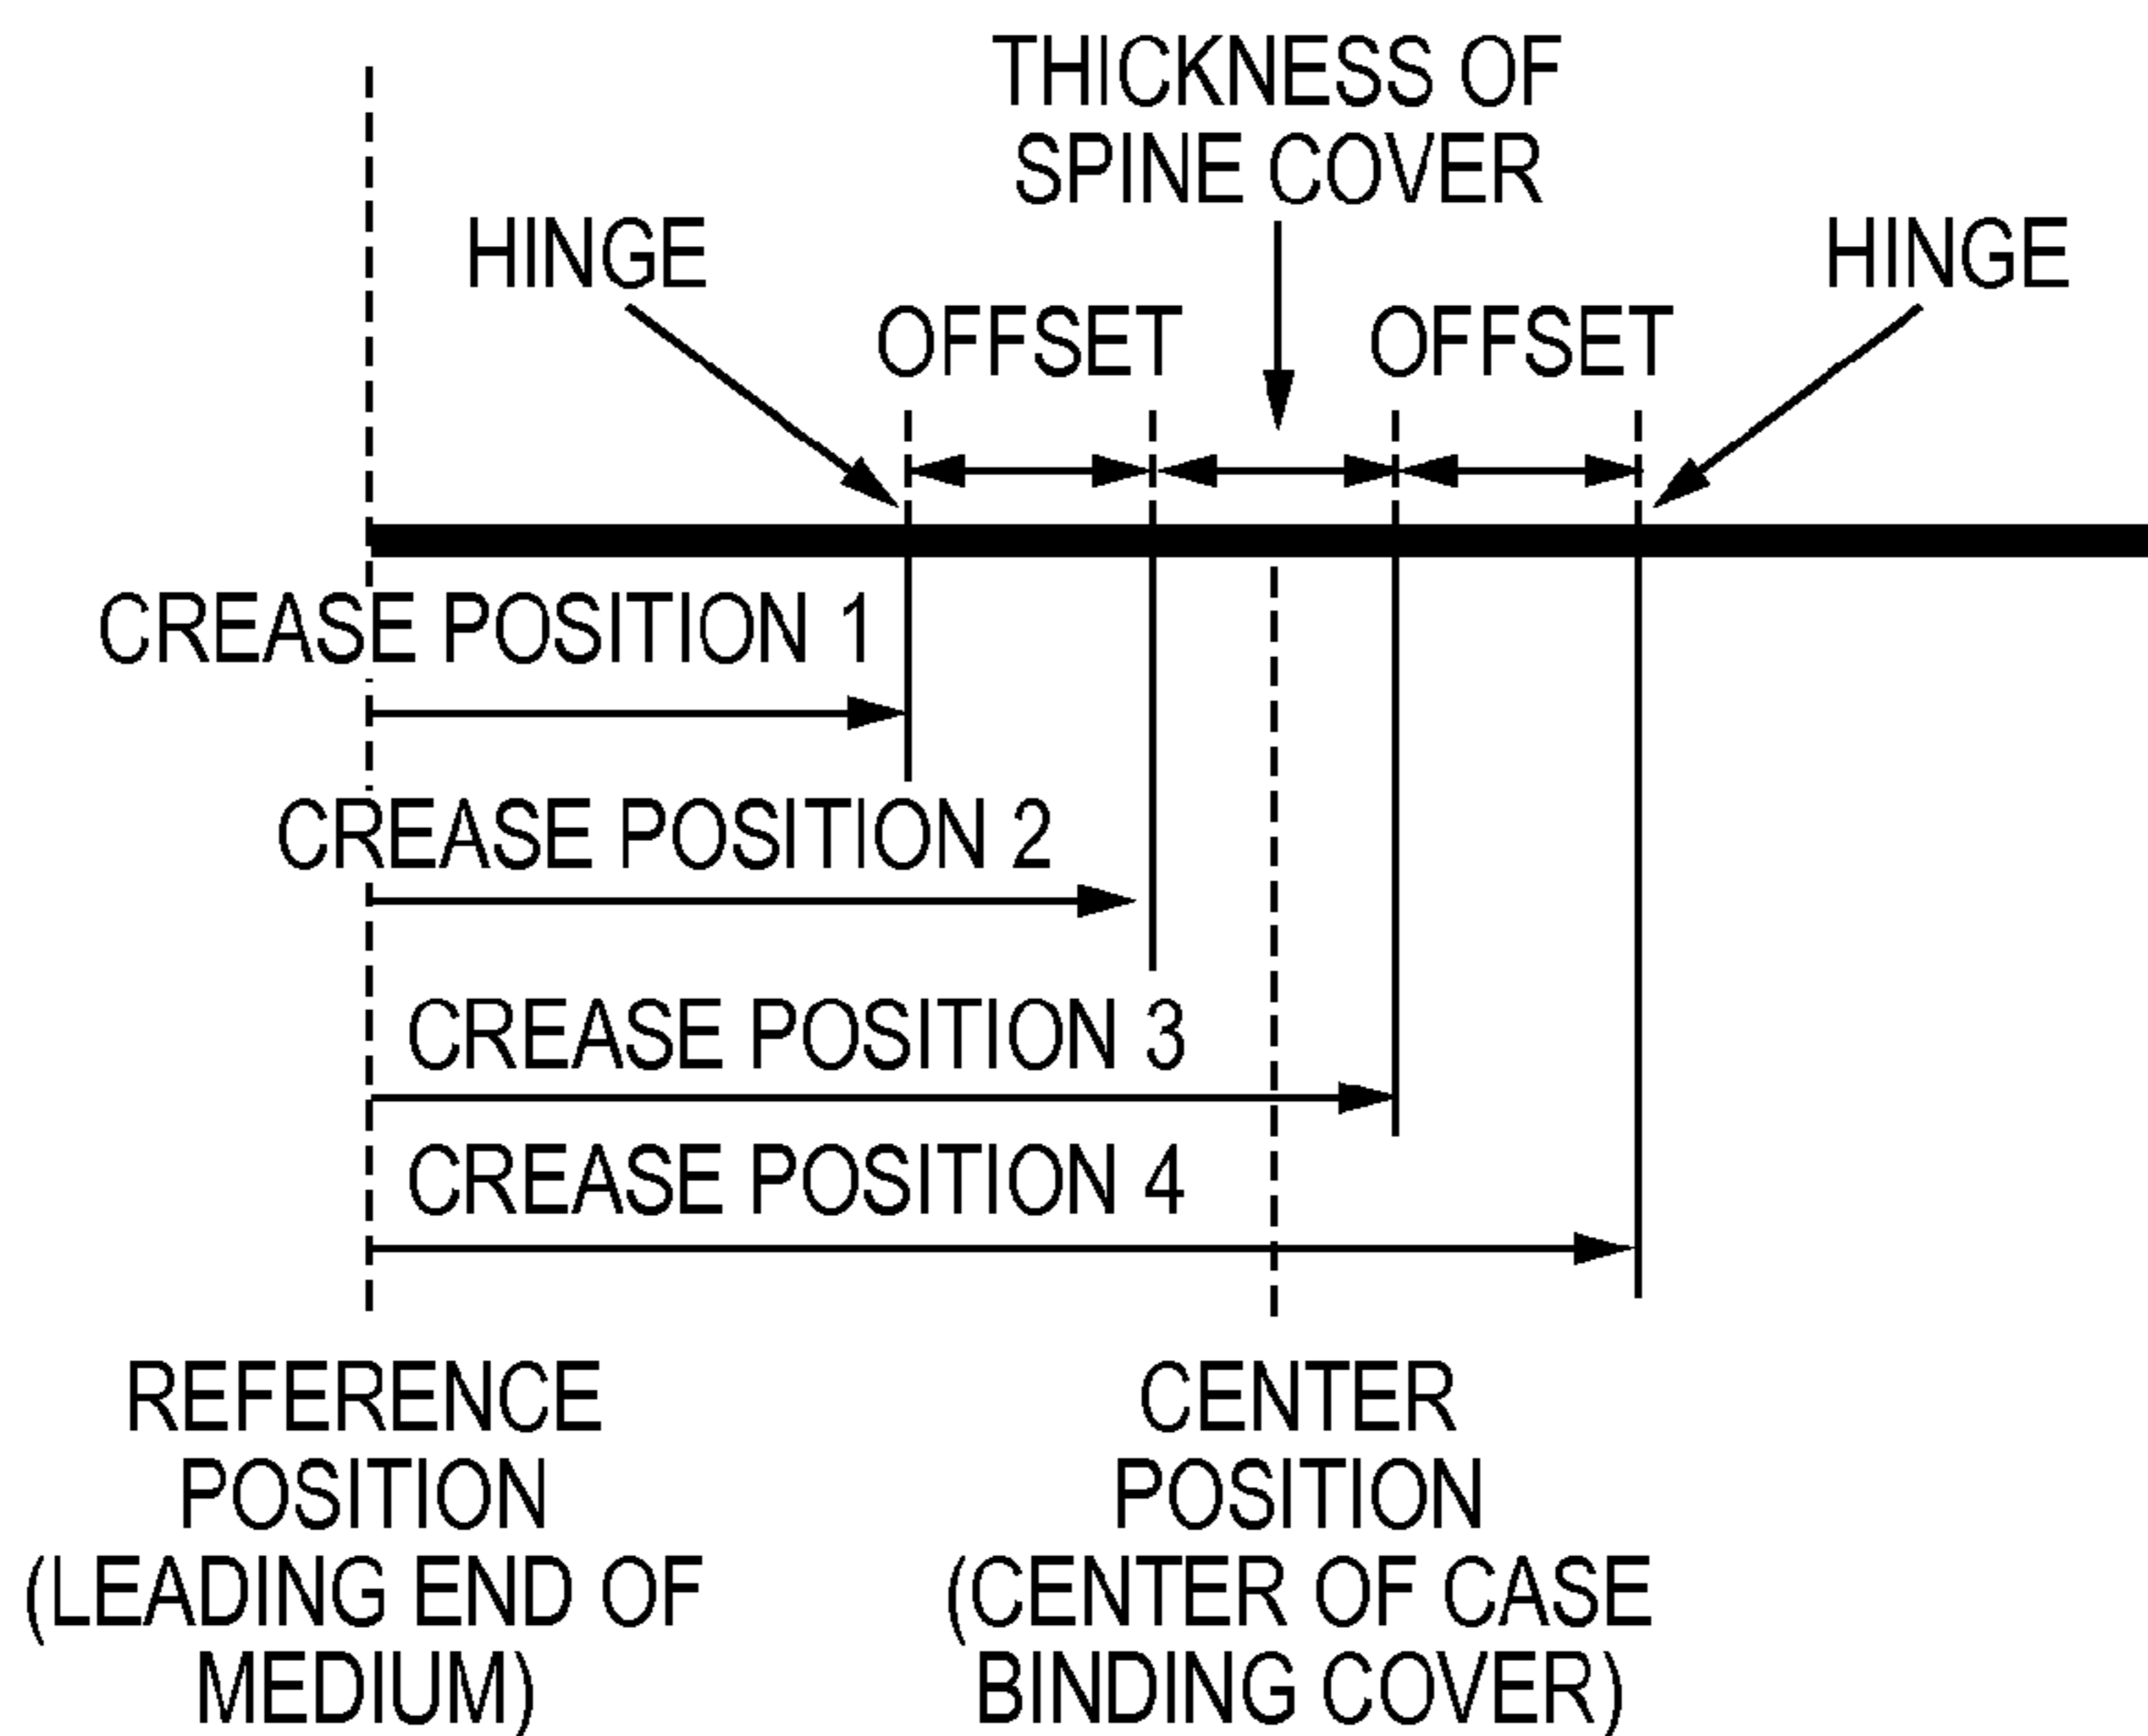 THICKNESS OF
SPINE COVER
HINGE
HINGE
OFFSET
OFFSET
CREASE POSITION 1
CREASE POSITION 2
CREASE POSITION 3
CREASE POSITION 4
REFERENCE
POSITION
(LEADING END OF
MEDIUM)
CENTER
POSITION
(CENTER OF CASE
BINDING COVER)